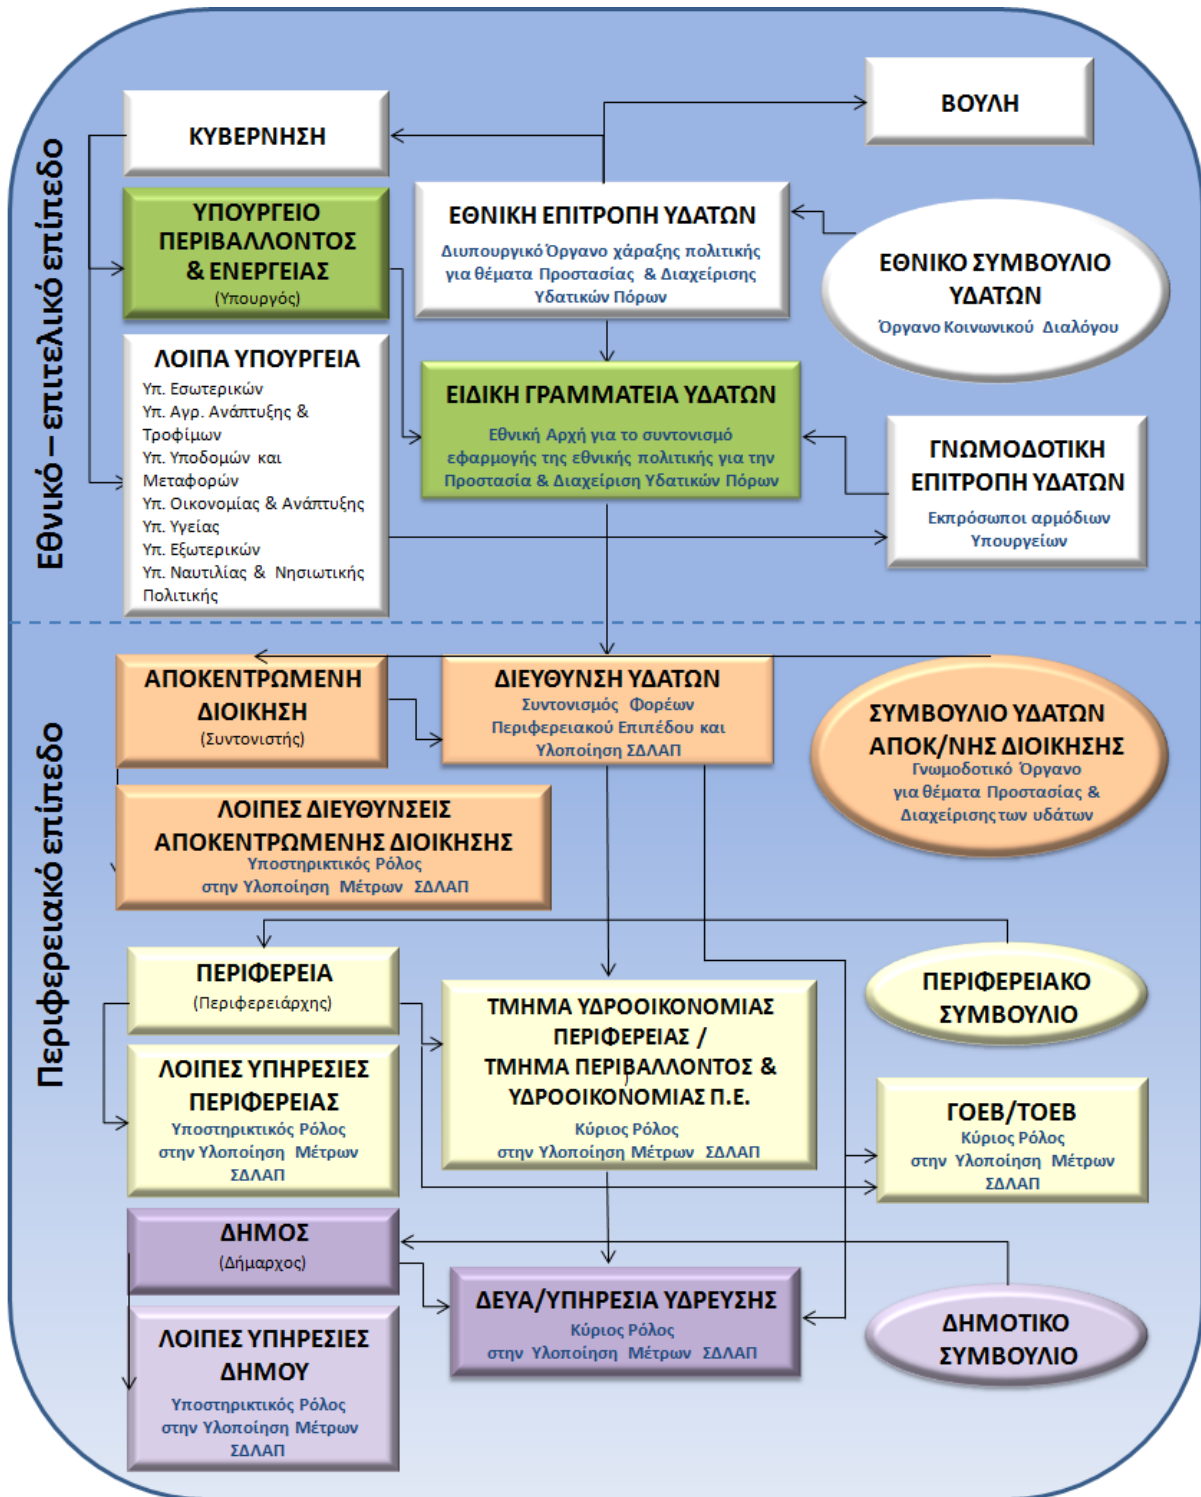 Εθνικό – επιτελικό επίπεδο
ΒΟΥΛΗ
ΚΥΒΕΡΝΗΣΗ
ΥΠΟΥΡΓΕΙΟ
ΠΕΡΙΒΑΛΛΟΝΤΟΣ
& ΕΝΕΡΓΕΙΑΣ
(Υπουργός)
ΕΘΝΙΚΗ ΕΠΙΤΡΟΠΗ ΥΔΑΤΩΝ
Διυπουργικό Όργανο χάραξης πολιτικής
για θέματα Προστασίας & Διαχείρισης
Υδατικών Πόρων
ΕΘΝΙΚΟ ΣΥΜΒΟΥΛΙΟ
ΥΔΑΤΩΝ
Όργανο Κοινωνικού Διαλόγου
ΛΟΙΠΑ ΥΠΟΥΡΓΕΙΑ
Υπ. Εσωτερικών
Υπ. Αγρ. Ανάπτυξης &
Τροφίμων
Υπ. Υποδομών και
Μεταφορών
Υπ. Οικονομίας & Ανάπτυξης
Υπ. Υγείας
Υπ. Εξωτερικών
Υπ. Ναυτιλίας & Νησιωτικής
Πολιτικής
ΕΙΔΙΚΗ ΓΡΑΜΜΑΤΕΙΑ ΥΔΑΤΩΝ
Εθνική Αρχή για το συντονισμό
εφαρμογής της εθνικής πολιτικής για την
Προστασία & Διαχείριση Υδατικών Πόρων
ΓΝΩΜΟΔΟΤΙΚΗ
ΕΠΙΤΡΟΠΗ ΥΔΑΤΩΝ
Εκπρόσωποι αρμόδιων
Υπουργείων
Περιφερειακό επίπεδο
ΑΠΟΚΕΝΤΡΩΜΕΝΗ
ΔΙΟΙΚΗΣΗ
(Συντονιστής)
ΔΙΕΥΘΥΝΣΗ ΥΔΑΤΩΝ
Συντονισμός Φορέων
Περιφερειακού Επιπέδου και
Υλοποίηση ΣΔΛΑΠ
ΣΥΜΒΟΥΛΙΟ ΥΔΑΤΩΝ
ΑΠΟΚ/ΝΗΣ ΔΙΟΙΚΗΣΗΣ
Γνωμοδοτικό Όργανο
για θέματα Προστασίας &
Διαχείρισης των υδάτων
ΛΟΙΠΕΣ ΔΙΕΥΘΥΝΣΕΙΣ
ΑΠΟΚΕΝΤΡΩΜΕΝΗΣ ΔΙΟΙΚΗΣΗΣ
Υποστηρικτικός Ρόλος
στην Υλοποίηση Μέτρων ΣΔΛΑΠ
ΠΕΡΙΦΕΡΕΙΑ
(Περιφερειάρχης)
ΤΜΗΜΑ ΥΔΡΟΟΙΚΟΝΟΜΙΑΣ
ΠΕΡΙΦΕΡΕΙΑΣ /
ΤΜΗΜΑ ΠΕΡΙΒΑΛΛΟΝΤΟΣ &
ΥΔΡΟΟΙΚΟΝΟΜΙΑΣ Π.Ε.
Κύριος Ρόλος
στην Υλοποίηση Μέτρων ΣΔΛΑΠ
ΠΕΡΙΦΕΡΕΙΑΚΟ
ΣΥΜΒΟΥΛΙΟ
ΛΟΙΠΕΣ ΥΠΗΡΕΣΙΕΣ
ΠΕΡΙΦΕΡΕΙΑΣ
Υποστηρικτικός Ρόλος
στην Υλοποίηση Μέτρων
ΣΔΛΑΠ
ΓΟΕΒ/ΤΟΕΒ
Κύριος Ρόλος
στην Υλοποίηση Μέτρων
ΣΔΛΑΠ
ΔΗΜΟΣ
(Δήμαρχος)
ΔΕΥΑ/ΥΠΗΡΕΣΙΑ ΥΔΡΕΥΣΗΣ
Κύριος Ρόλος
στην Υλοποίηση Μέτρων ΣΔΛΑΠ
ΔΗΜΟΤΙΚΟ
ΣΥΜΒΟΥΛΙΟ
ΛΟΙΠΕΣ ΥΠΗΡΕΣΙΕΣ
ΔΗΜΟΥ
Υποστηρικτικός Ρόλος
στην Υλοποίηση Μέτρων
ΣΔΛΑΠ